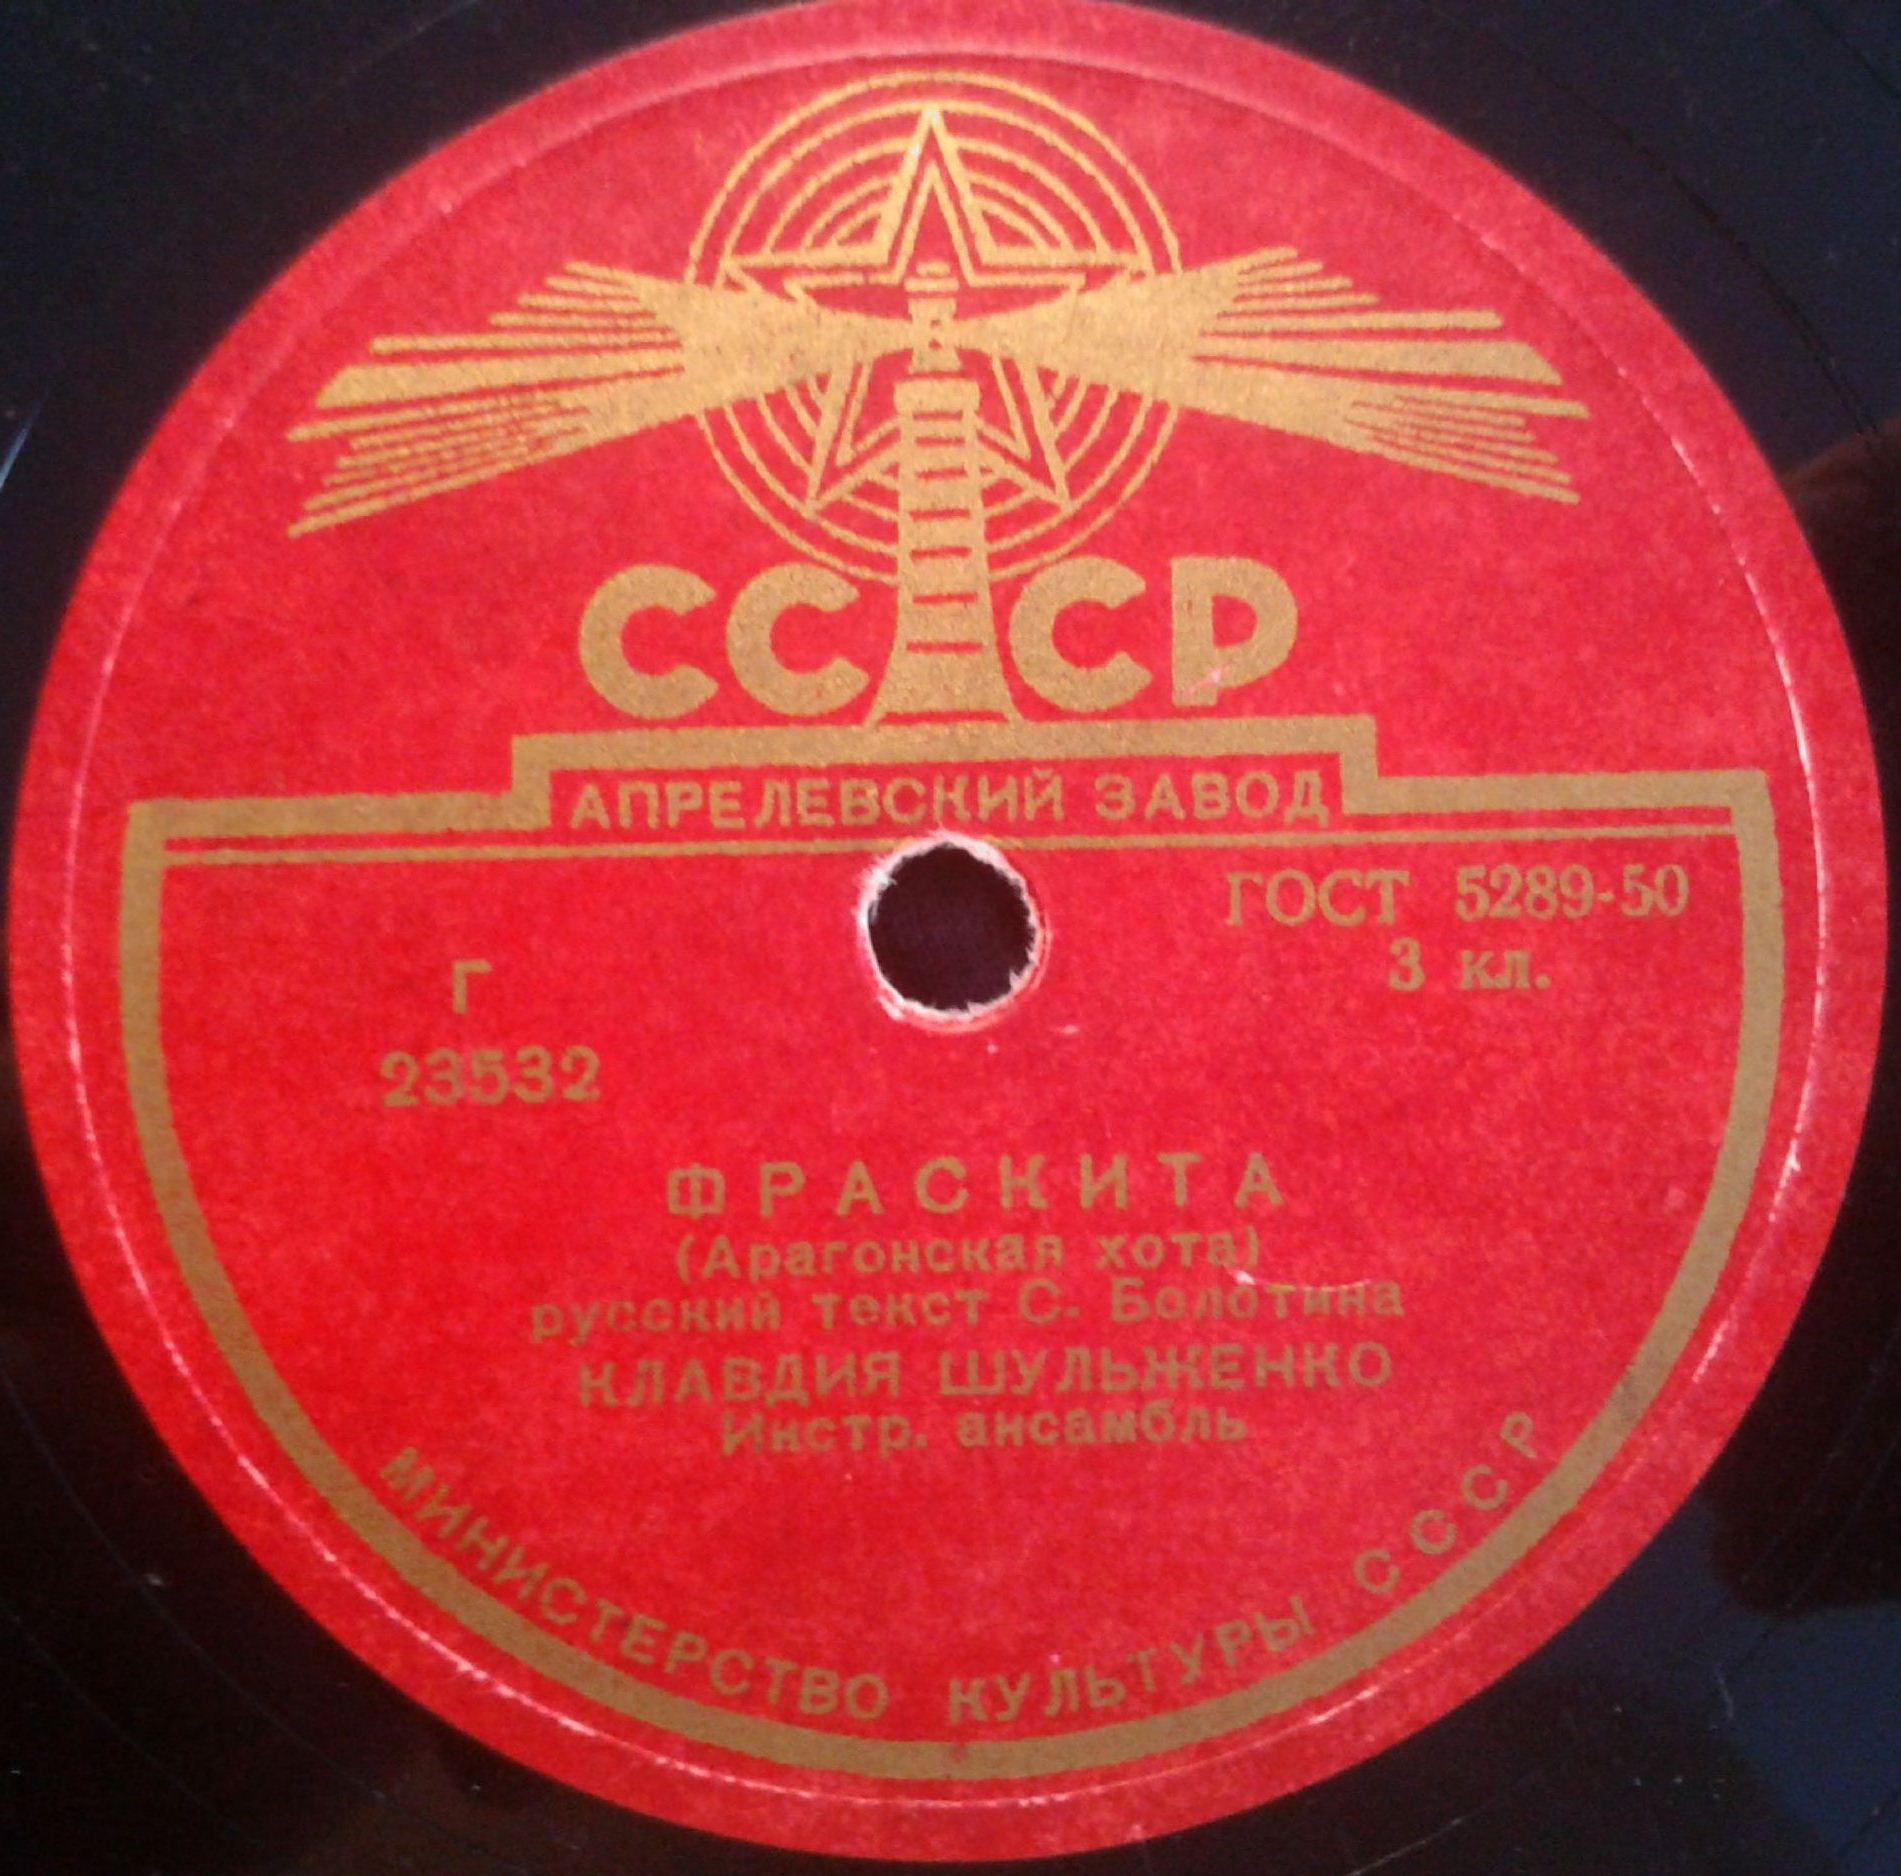 СССР
АПРЕЛЕВСКИЙ ЗАВОД
ГОСТ 5289-50
3 кл.
Г
23532
ФРАСКИТА
(Арагонская хота)
русский текст С. Болотина
КЛАВДИЯ ШУЛЬЖЕНКО
Инстр. ансамбль
МИНИСТЕРСТВО КУЛЬТУРЫ СССР